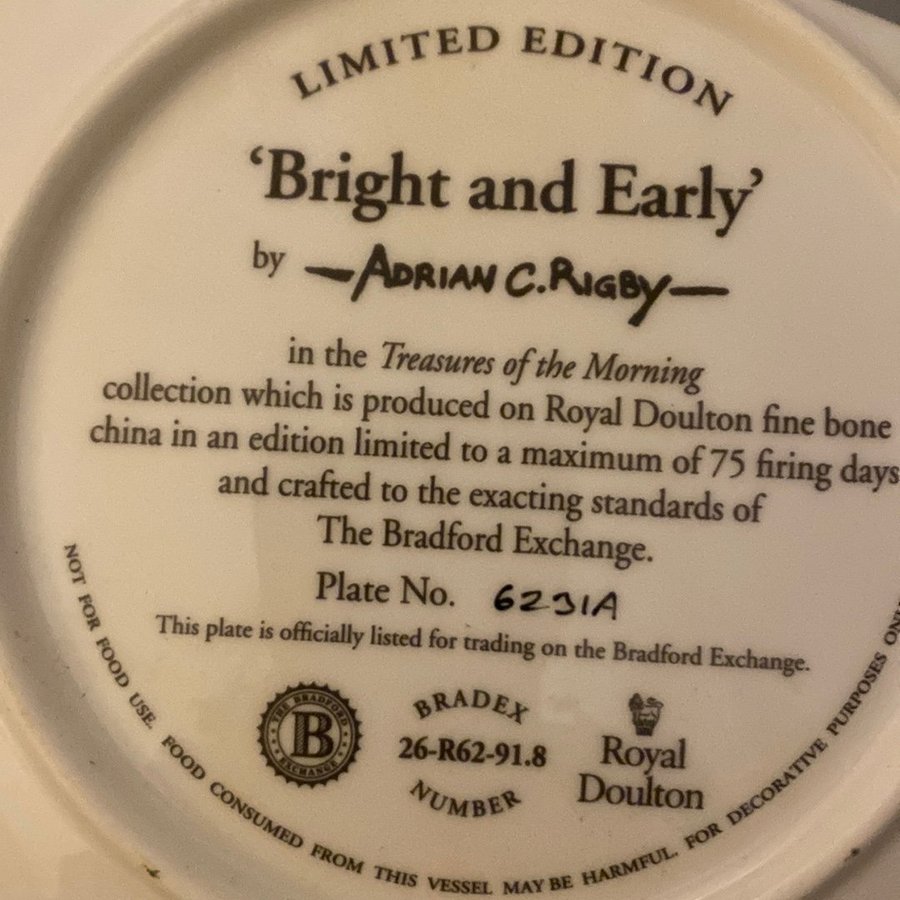 LIMITED EDITION
‘Bright and Early’
by —ADRIAN C. RIGBY—
in the Treasures of the Morning
collection which is produced on Royal Doulton fine bone
china in an edition limited to a maximum of 75 firing days
and crafted to the exacting standards of
The Bradford Exchange.
Plate No. 6231A
This plate is officially listed for trading on the Bradford Exchange.
THE BRADFORD
B
EXCHANGE
BRADEX
26-R62-91.8
NUMBER
Royal
Doulton
NOT FOR FOOD USE. FOOD CONSUMED FROM THIS VESSEL MAY BE HARMFUL. FOR DECORATIVE PURPOSES